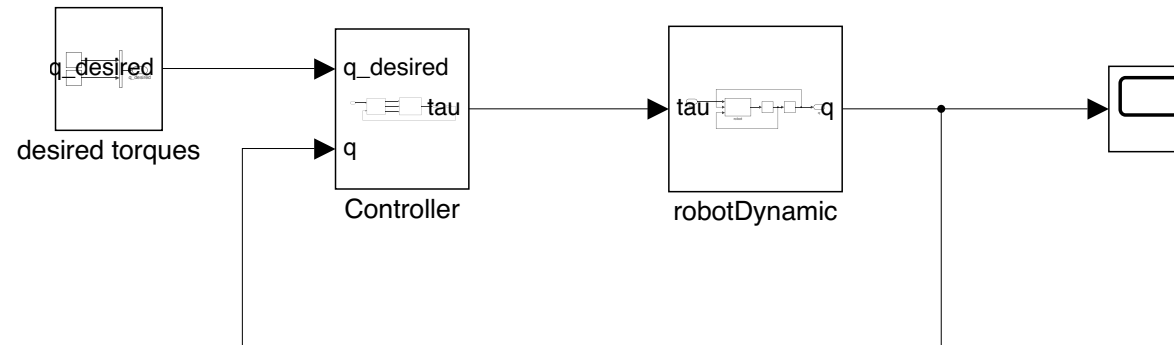 q_desired
desired torques
q_desired
tau
q
Controller
tau
q
robotDynamic